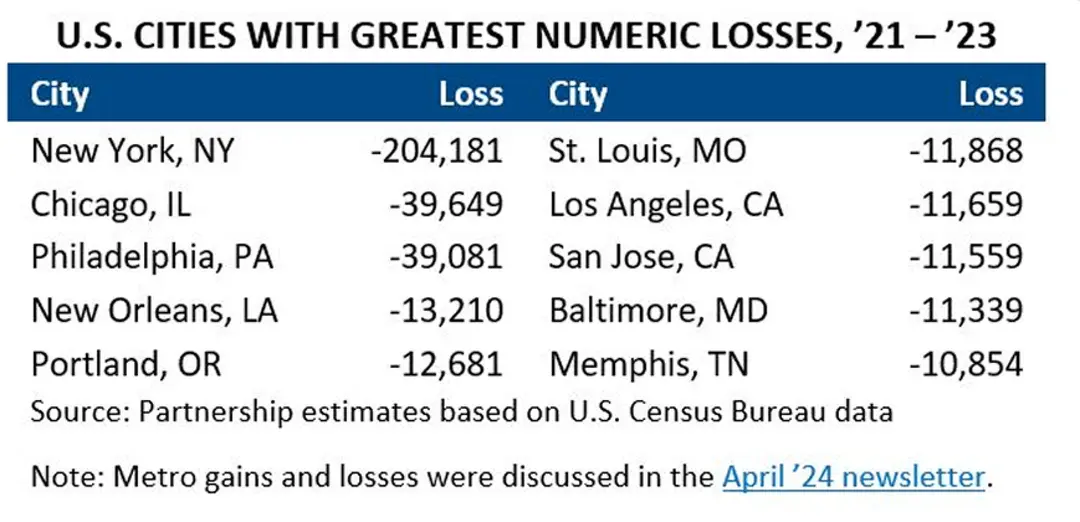 U.S. CITIES WITH GREATEST NUMERIC LOSSES, ’21 – ’23
City Loss City Loss
New York, NY -204,181 St. Louis, MO -11,868
Chicago, IL -39,649 Los Angeles, CA -11,659
Philadelphia, PA -39,081 San Jose, CA -11,559
New Orleans, LA -13,210 Baltimore, MD -11,339
Portland, OR -12,681 Memphis, TN -10,854
Source: Partnership estimates based on U.S. Census Bureau data
Note: Metro gains and losses were discussed in the April ’24 newsletter.